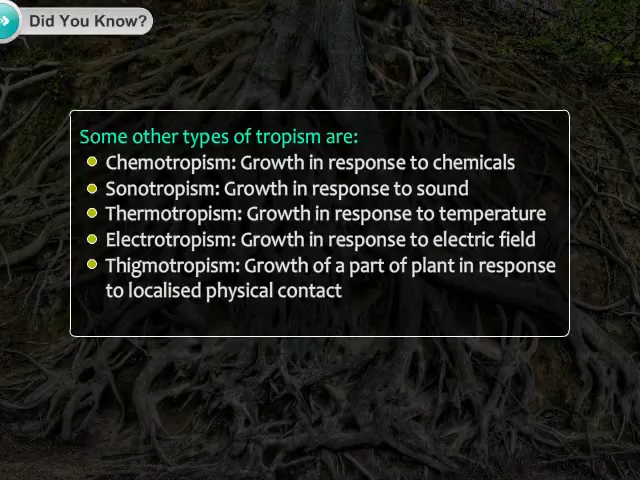 Did You Know?
Some other types of tropism are:
Chemotropism: Growth in response to chemicals
Sonotropism: Growth in response to sound
Thermotropism: Growth in response to temperature
Electrotropism: Growth in response to electric field
Thigmotropism: Growth of a part of plant in response
to localised physical contact